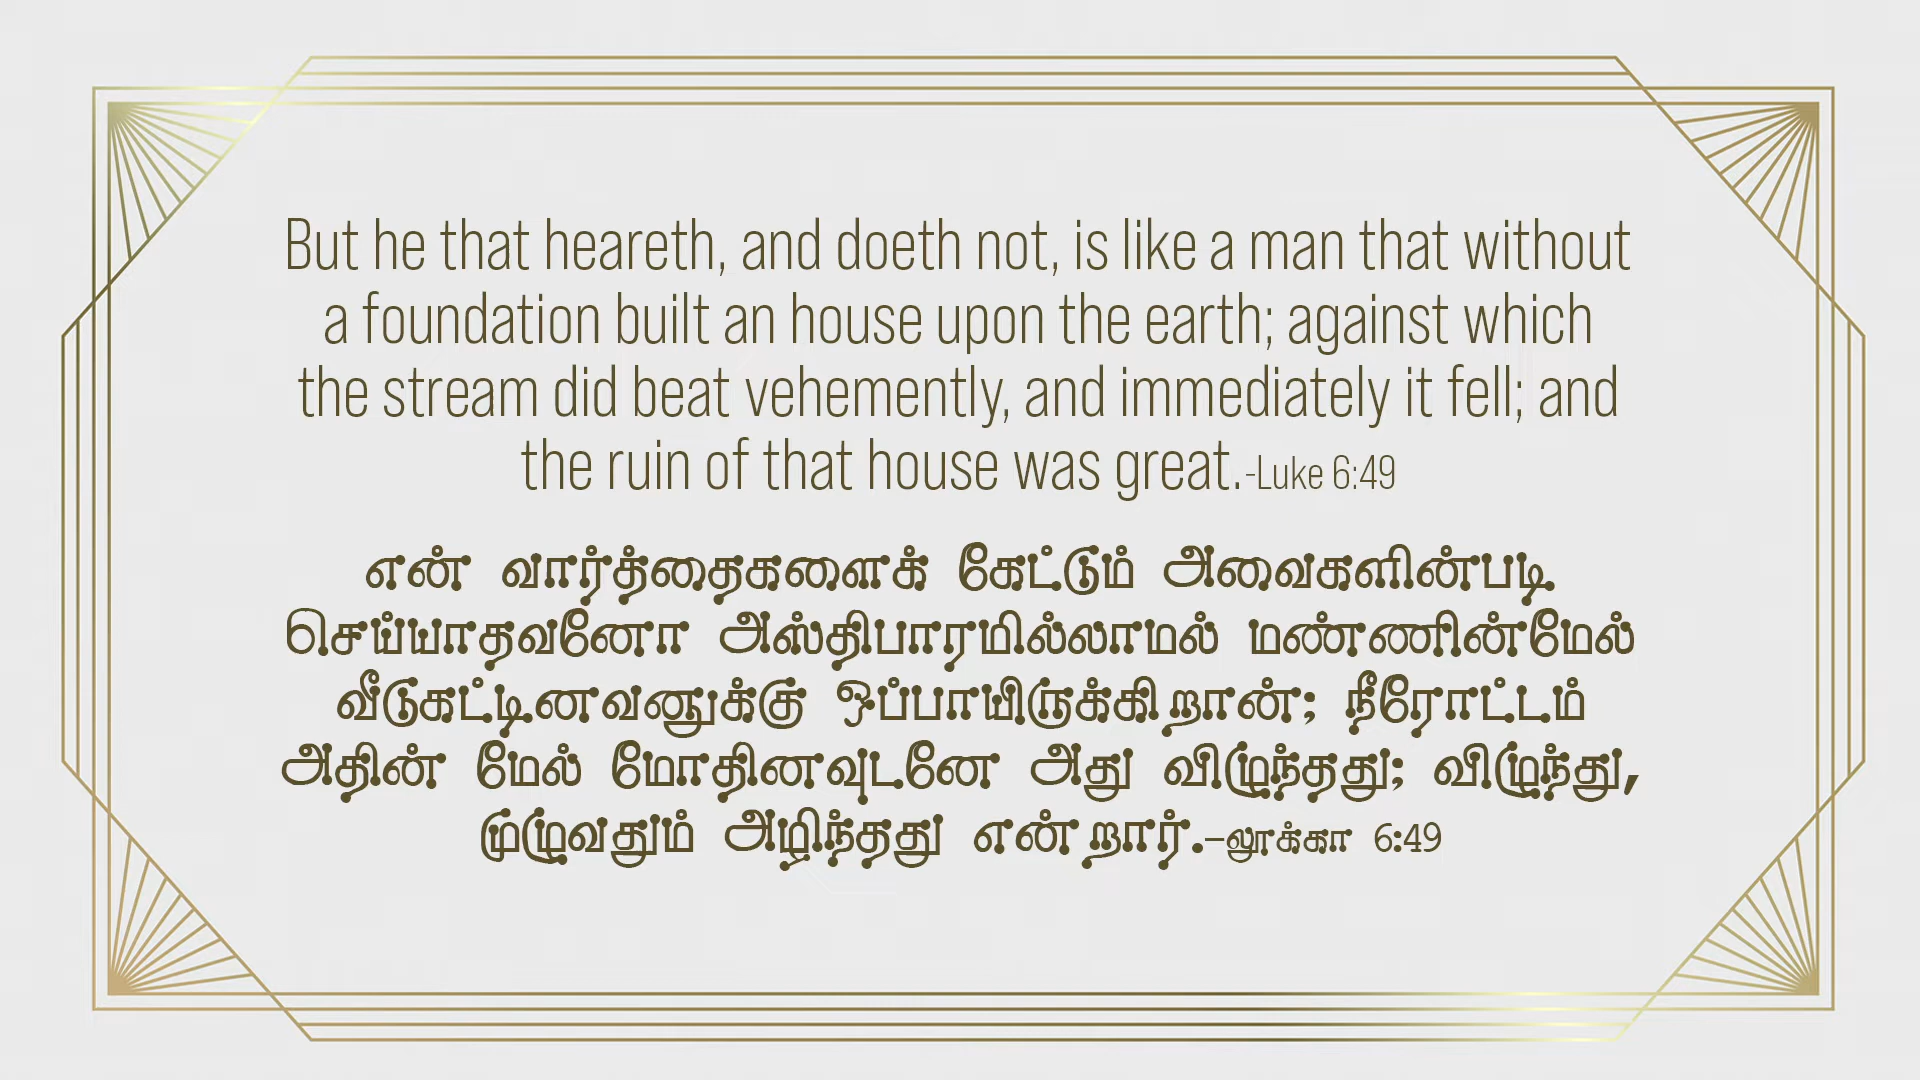 But he that heareth, and doeth not, is like a man that without
a foundation built an house upon the earth; against which
the stream did beat vehemently, and immediately it fell; and
the ruin of that house was great.-Luke 6:49
என் வார்த்தைகளைக் கேட்டும் அவைகளின்படி
செய்யாதவனோ அஸ்திபாரமில்லாமல் மண்ணின்மேல்
வீடுகட்டினவனுக்கு ஒப்பாயிருக்கிறான்; நீரோட்டம்
அதின் மேல் மோதினவுடனே அது விழுந்தது; விழுந்து,
முழுவதும் அழிந்தது என்றார்.-லூக்கா 6:49